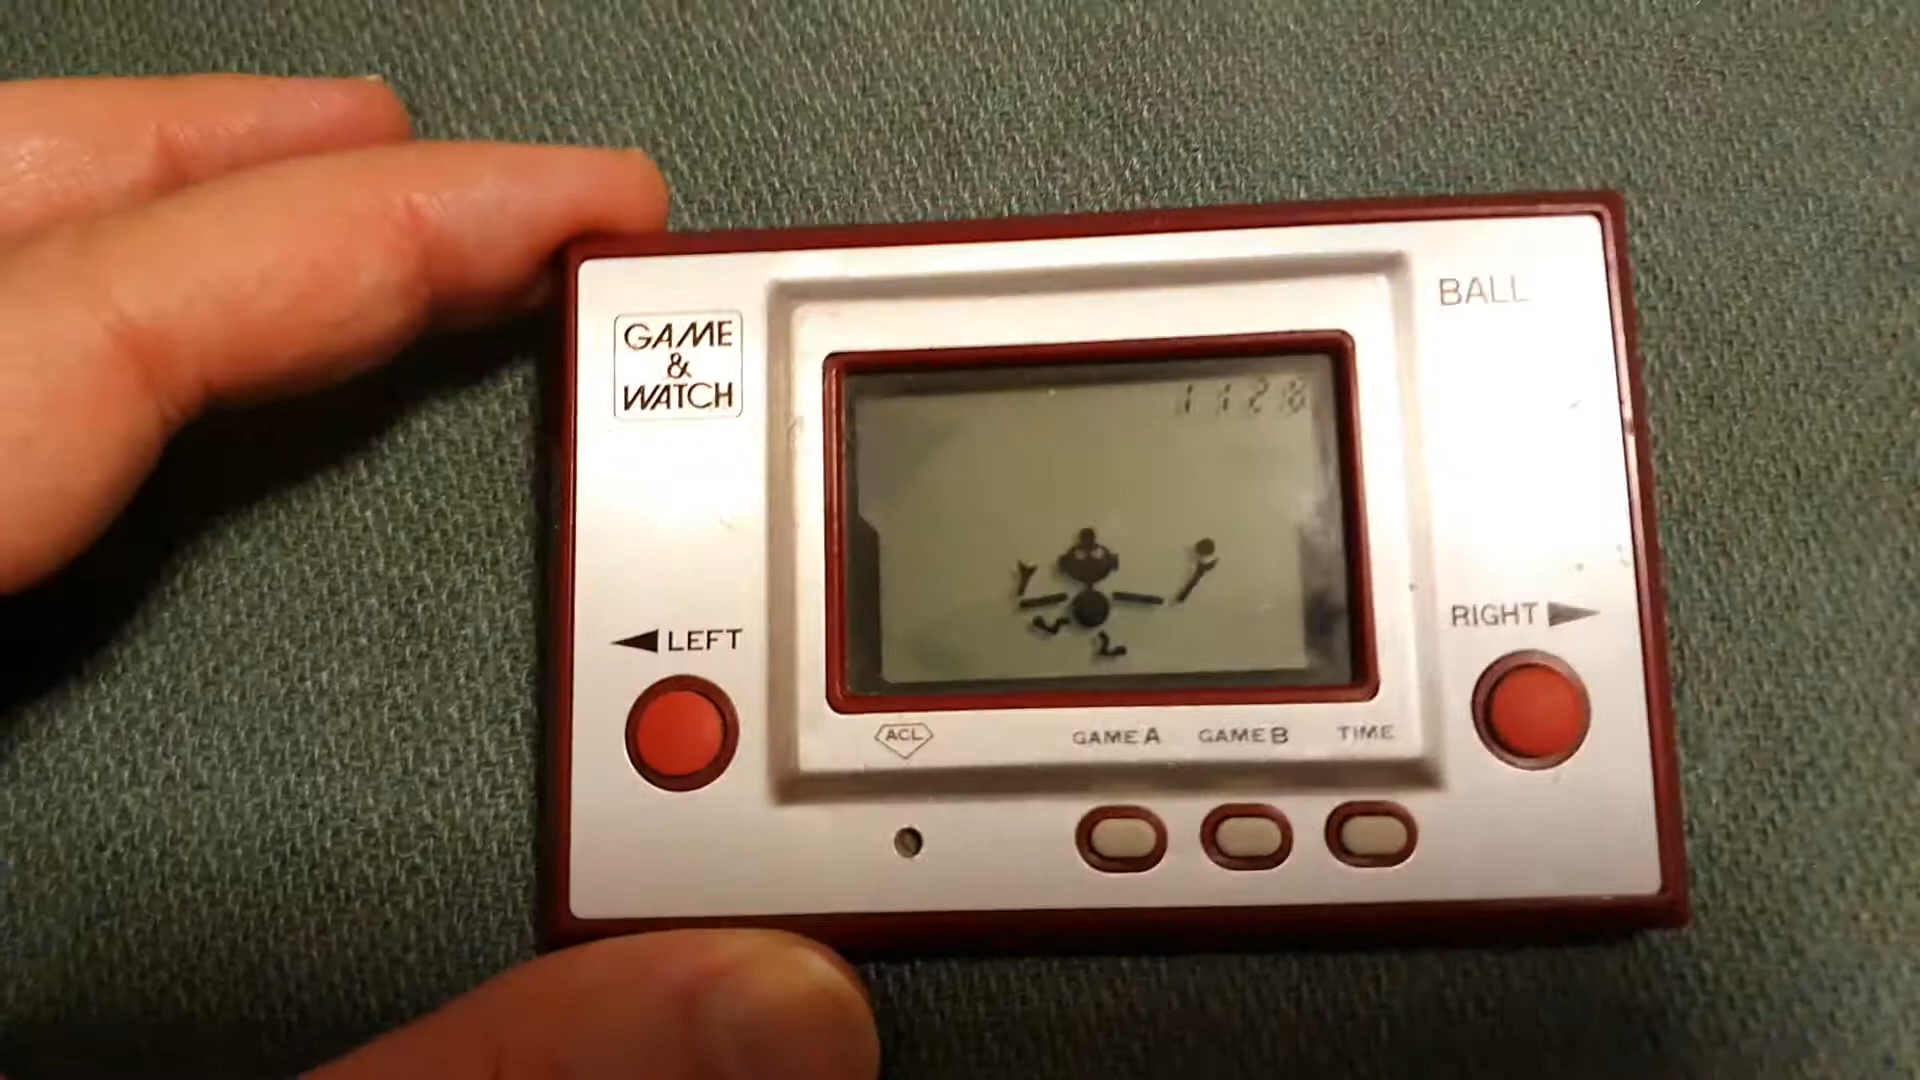 GAME
&
WATCH
BALL
◀ LEFT
RIGHT ▶
ACL
GAME A
GAME B
TIME